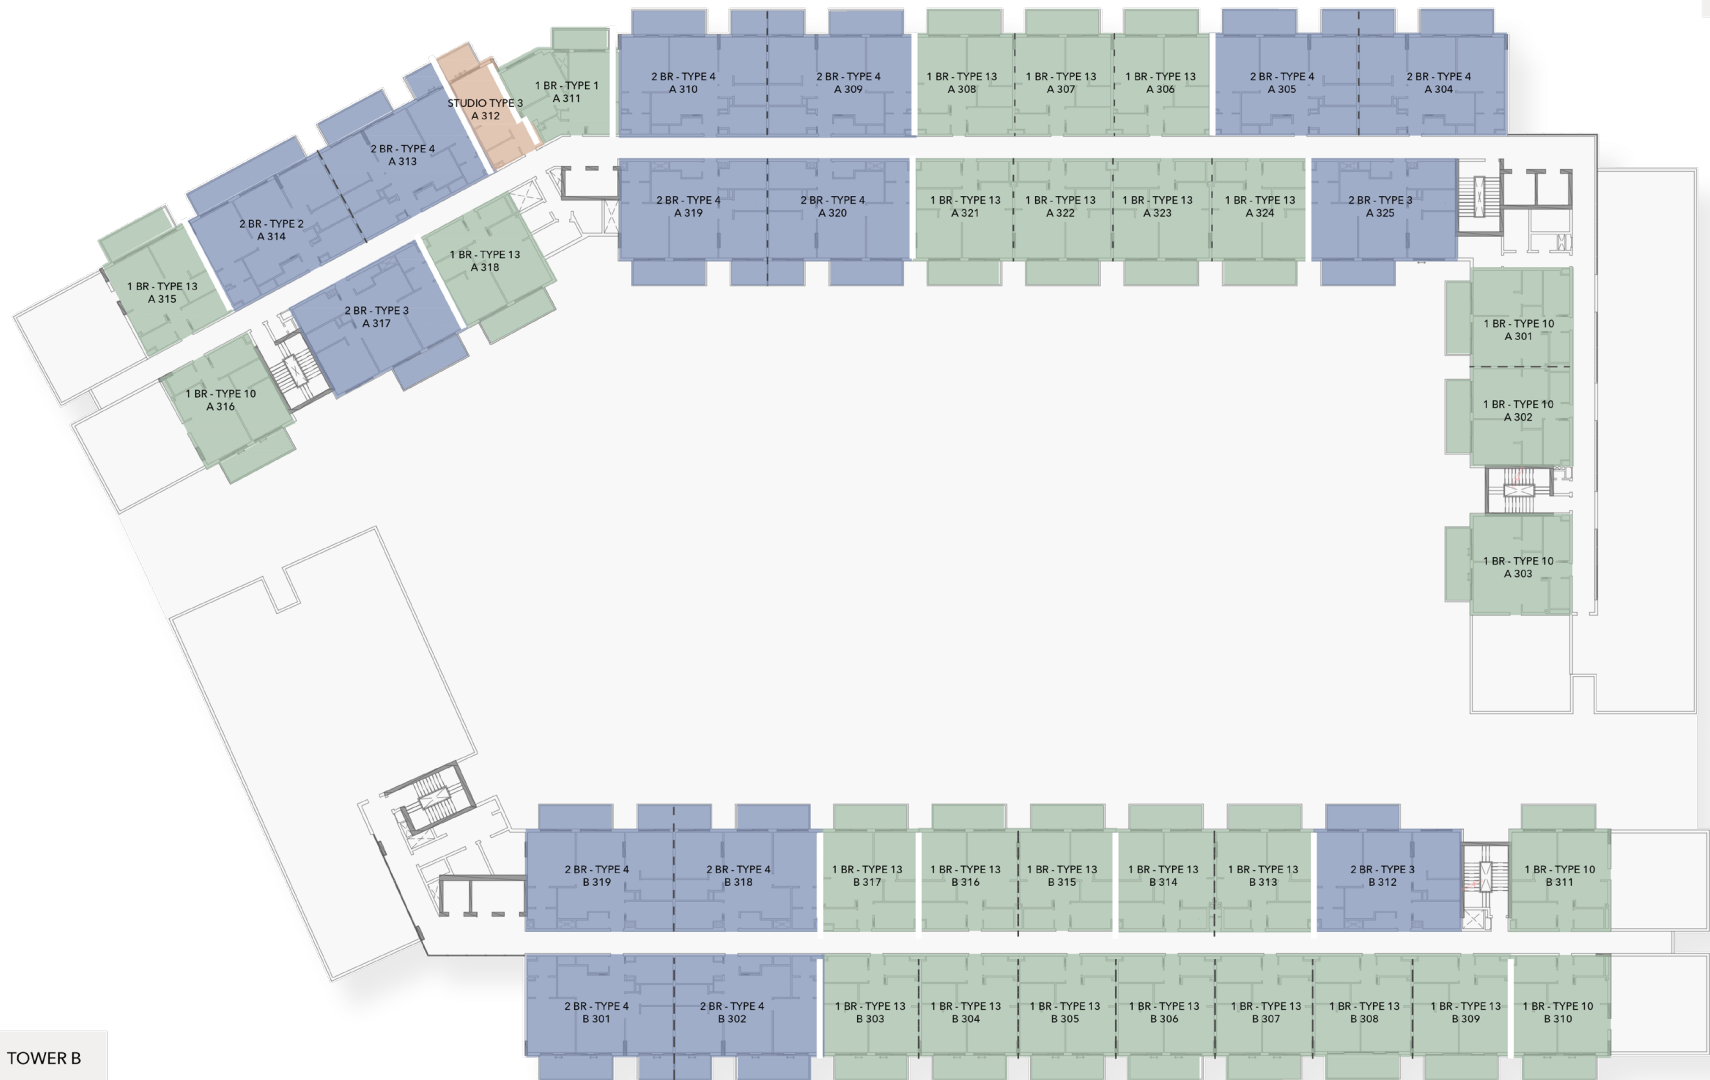 2 BR - TYPE 4
A 310
2 BR - TYPE 4
A 309
1 BR - TYPE 13
A 308
1 BR - TYPE 13
A 307
1 BR - TYPE 13
A 306
2 BR - TYPE 4
A 305
2 BR - TYPE 4
A 304
1 BR - TYPE 1
A 311
STUDIO TYPE 3
A 312
2 BR - TYPE 4
A 313
2 BR - TYPE 2
A 314
1 BR - TYPE 13
A 315
1 BR - TYPE 10
A 316
2 BR - TYPE 3
A 317
1 BR - TYPE 13
A 318
2 BR - TYPE 4
A 319
2 BR - TYPE 4
A 320
1 BR - TYPE 13
A 321
1 BR - TYPE 13
A 322
1 BR - TYPE 13
A 323
1 BR - TYPE 13
A 324
2 BR - TYPE 3
A 325
1 BR - TYPE 10
A 301
1 BR - TYPE 10
A 302
1 BR - TYPE 10
A 303
2 BR - TYPE 4
B 319
2 BR - TYPE 4
B 318
1 BR - TYPE 13
B 317
1 BR - TYPE 13
B 316
1 BR - TYPE 13
B 315
1 BR - TYPE 13
B 314
1 BR - TYPE 13
B 313
2 BR - TYPE 3
B 312
1 BR - TYPE 10
B 311
2 BR - TYPE 4
B 301
2 BR - TYPE 4
B 302
1 BR - TYPE 13
B 303
1 BR - TYPE 13
B 304
1 BR - TYPE 13
B 305
1 BR - TYPE 13
B 306
1 BR - TYPE 13
B 307
1 BR - TYPE 13
B 308
1 BR - TYPE 13
B 309
1 BR - TYPE 10
B 310
TOWER B